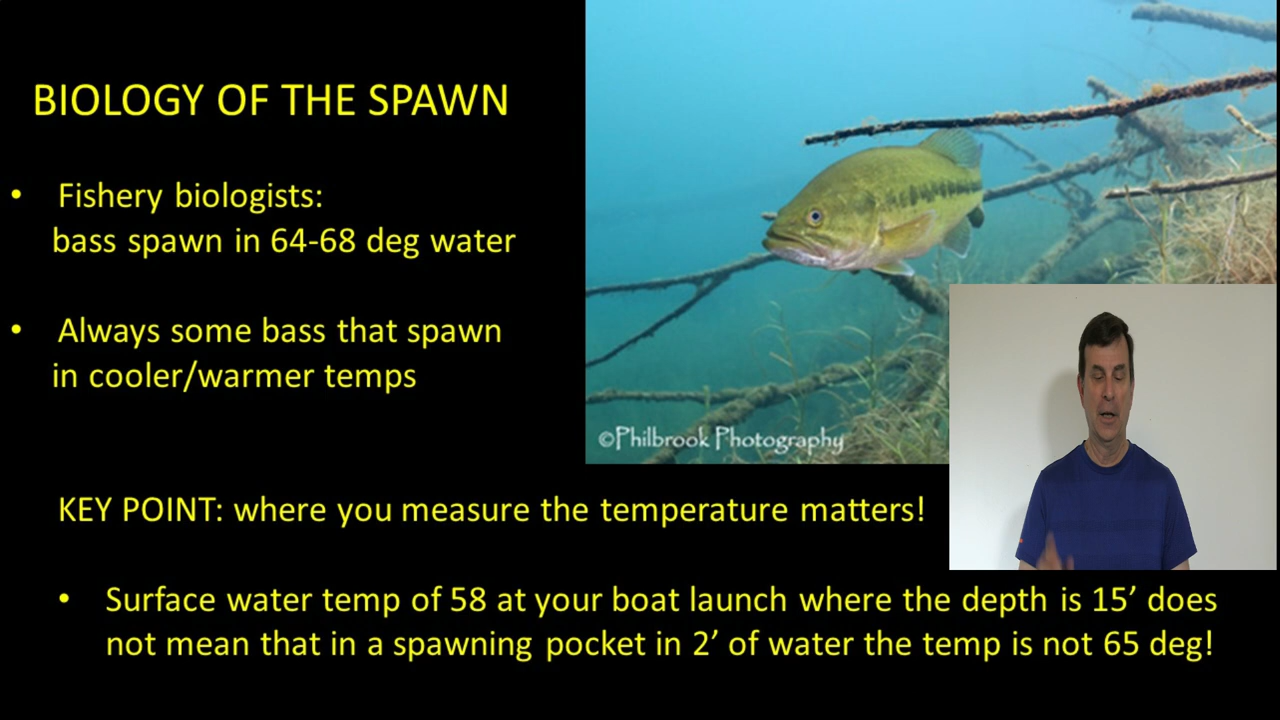 BIOLOGY OF THE SPAWN
• Fishery biologists:
bass spawn in 64-68 deg water
• Always some bass that spawn
in cooler/warmer temps
©Philbrook Photography
KEY POINT: where you measure the temperature matters!
• Surface water temp of 58 at your boat launch where the depth is 15’ does
not mean that in a spawning pocket in 2’ of water the temp is not 65 deg!